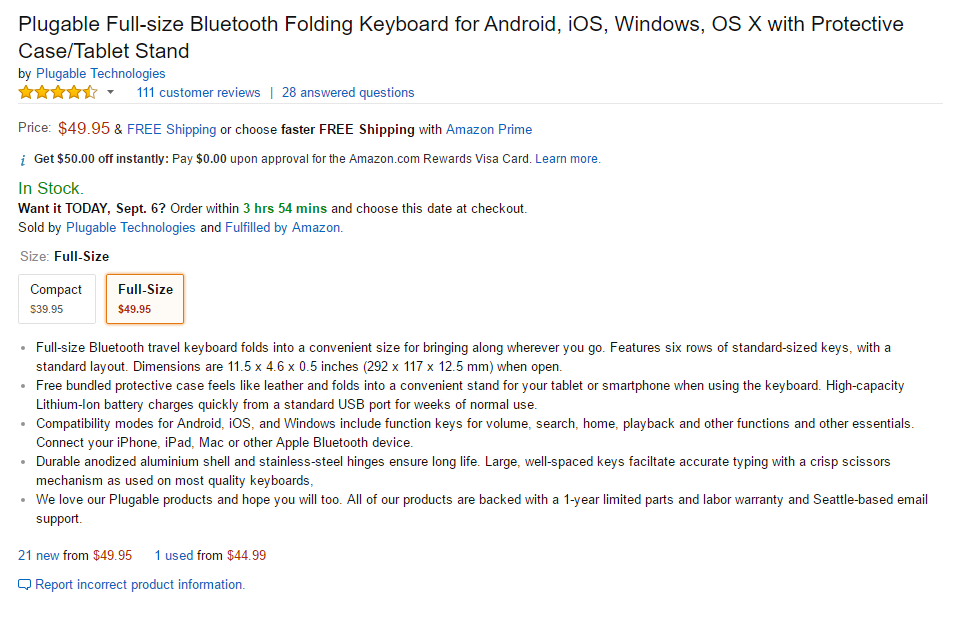 Plugable Full-size Bluetooth Folding Keyboard for Android, iOS, Windows, OS X with Protective
Case/Tablet Stand
by Plugable Technologies
111 customer reviews | 28 answered questions
Price: $49.95 & FREE Shipping or choose faster FREE Shipping with Amazon Prime
i Get $50.00 off instantly: Pay $0.00 upon approval for the Amazon.com Rewards Visa Card. Learn more.
In Stock.
Want it TODAY, Sept. 6? Order within 3 hrs 54 mins and choose this date at checkout.
Sold by Plugable Technologies and Fulfilled by Amazon.
Size: Full-Size
Compact Full-Size
$39.95 $49.95
• Full-size Bluetooth travel keyboard folds into a convenient size for bringing along wherever you go. Features six rows of standard-sized keys, with a
standard layout. Dimensions are 11.5 x 4.6 x 0.5 inches (292 x 117 x 12.5 mm) when open.
• Free bundled protective case feels like leather and folds into a convenient stand for your tablet or smartphone when using the keyboard. High-capacity
Lithium-Ion battery charges quickly from a standard USB port for weeks of normal use.
• Compatibility modes for Android, iOS, and Windows include function keys for volume, search, home, playback and other functions and other essentials.
Connect your iPhone, iPad, Mac or other Apple Bluetooth device.
• Durable anodized aluminium shell and stainless-steel hinges ensure long life. Large, well-spaced keys faciltate accurate typing with a crisp scissors
mechanism as used on most quality keyboards,
• We love our Plugable products and hope you will too. All of our products are backed with a 1-year limited parts and labor warranty and Seattle-based email
support.
21 new from $49.95 1 used from $44.99
Report incorrect product information.